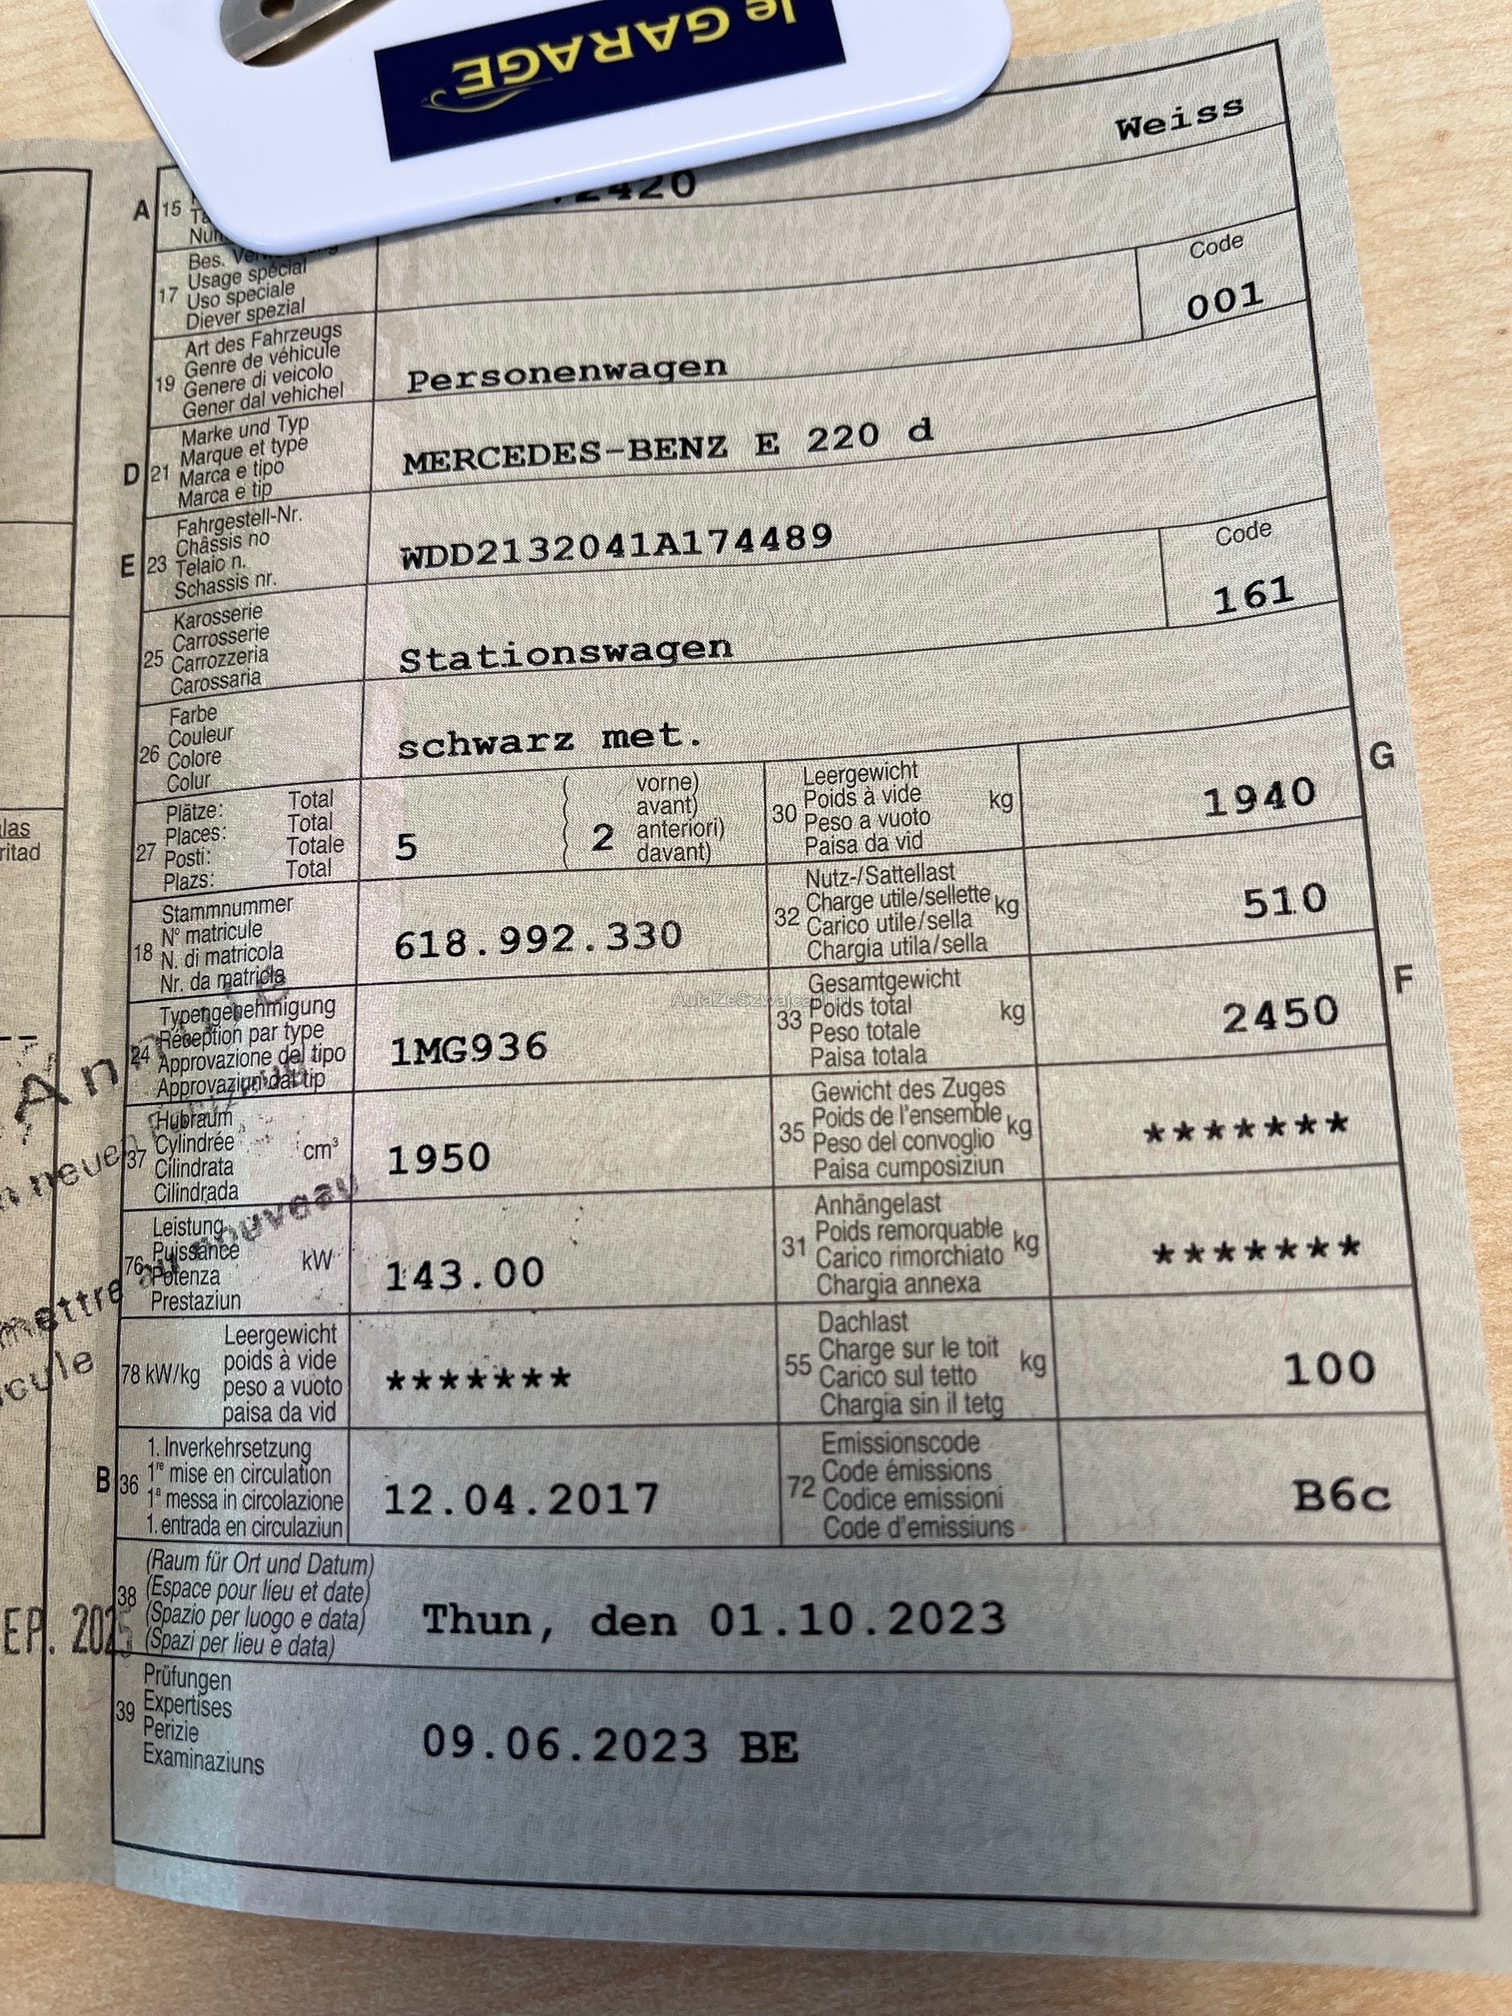 le GARAGE
Weiss
A 15
2420
17 Usage spécial
Uso speciale
Diever spezial
Code
001
19 Art des Fahrzeugs
Genre de véhicule
Genere di veicolo
Gener dal vehichel
Personenwagen
D 21 Marke und Typ
Marque et type
Marca e tipo
Marca e tip
MERCEDES-BENZ E 220 d
E 23 Fahrgestell-Nr.
Châssis no
Telaio n.
Schassis nr.
WDD2132041A174489
Code
161
25 Karosserie
Carrosserie
Carrozzeria
Carossaria
Stationswagen
26 Farbe
Couleur
Colore
Colur
schwarz met.
27 Plätze: Total
Places: Total
Posti: Totale
Plazs: Total
5
2
vorne)
avant)
anteriori)
davant)
30 Leergewicht
Poids à vide
Peso a vuoto
Paisa da vid
kg
1940
G
18 Stammnummer
N° matricule
N. di matricola
Nr. da matricla
618.992.330
32 Nutz-/Sattellast
Charge utile/sellette
Carico utile/sella
Chargia utila/sella
kg
510
24 Typengenehmigung
Réception par type
Approvazione del tipo
Approvaziun dal tip
1MG936
33 Gesamtgewicht
Poids total
Peso totale
Paisa totala
kg
2450
F
37 Hubraum
Cylindrée
Cilindrata
Cilindrada
cm³
1950
35 Gewicht des Zuges
Poids de l'ensemble
Peso del convoglio
Paisa cumposiziun
kg
*******
76 Leistung
Puissance
Potenza
Prestaziun
kW
143.00
31 Anhängelast
Poids remorquable
Carico rimorchiato
Chargia annexa
kg
*******
78 kW/kg
Leergewicht
poids à vide
peso a vuoto
paisa da vid
*******
55 Dachlast
Charge sur le toit
Carico sul tetto
Chargia sin il tetg
kg
100
B 36 1. Inverkehrsetzung
1re mise en circulation
1a messa in circolazione
1. entrada en circulaziun
12.04.2017
72 Emissionscode
Code émissions
Codice emissioni
Code d'emissiuns
B6c
38 (Raum für Ort und Datum)
(Espace pour lieu et date)
(Spazio per luogo e data)
(Spazi per lieu e data)
Thun, den 01.10.2023
39 Prüfungen
Expertises
Perizie
Examinaziuns
09.06.2023 BE
nouveau